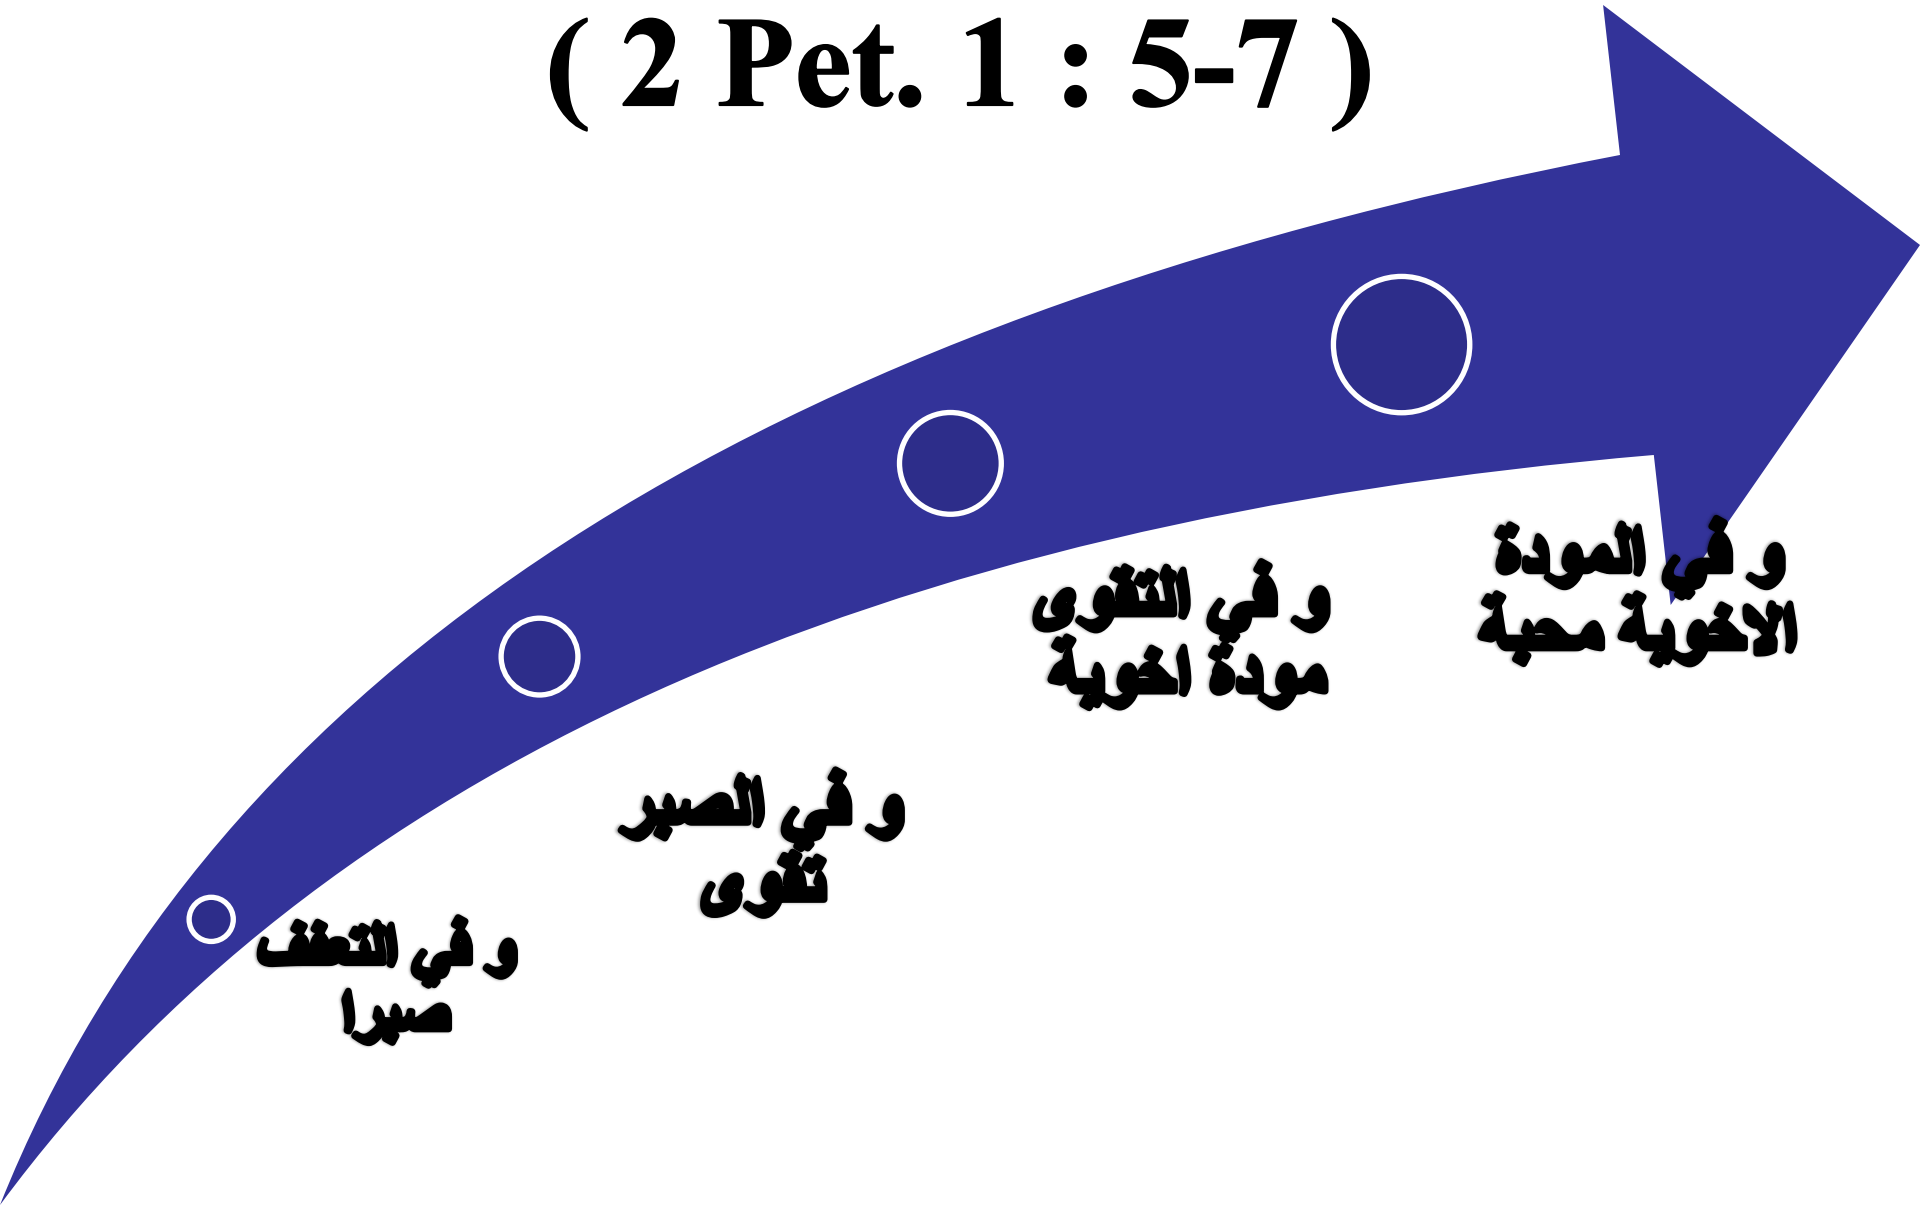 ( 2 Pet. 1 : 5-7 )
و في التعفف
صبرا
و في الصبر
تقوى
و في التقوى
مودة اخوية
و في المودة
الاخوية محبة